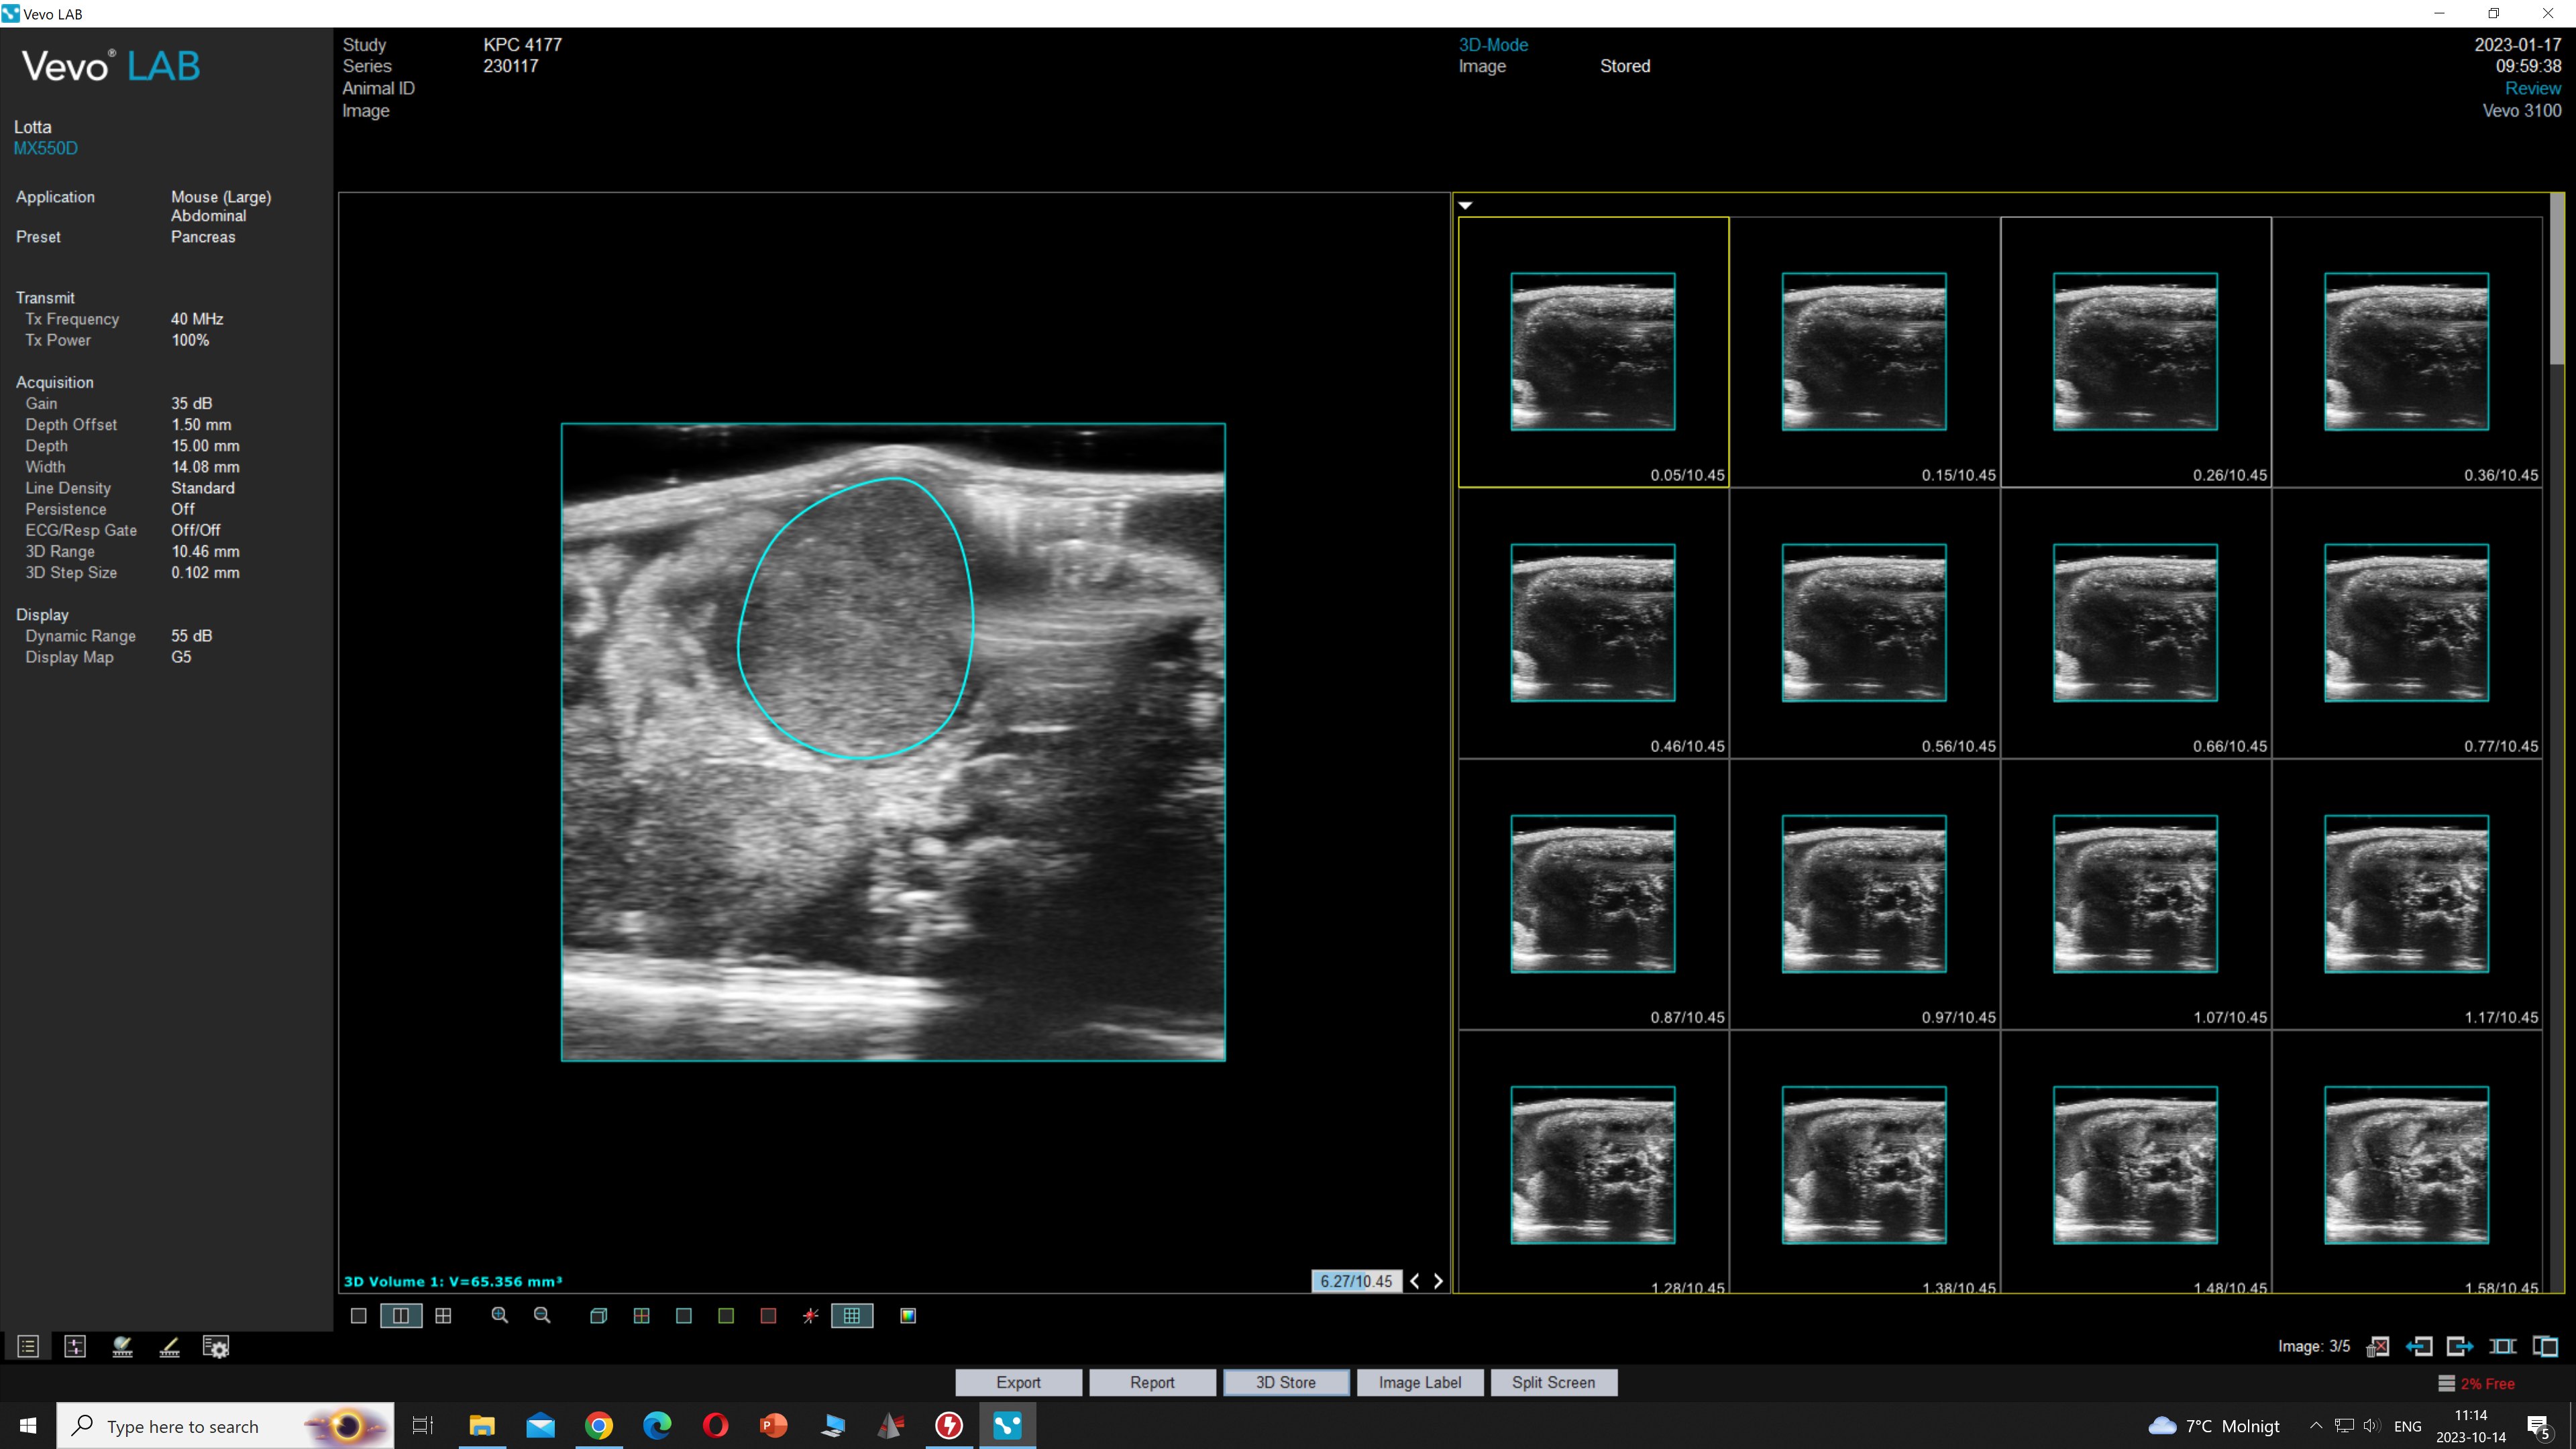 Vevo LAB
Vevo® LAB
Lotta
MX550D
Application Mouse (Large)
Abdominal
Preset Pancreas
Transmit
Tx Frequency 40 MHz
Tx Power 100%
Acquisition
Gain 35 dB
Depth Offset 1.50 mm
Depth 15.00 mm
Width 14.08 mm
Line Density Standard
Persistence Off
ECG/Resp Gate Off/Off
3D Range 10.46 mm
3D Step Size 0.102 mm
Display
Dynamic Range 55 dB
Display Map G5
Study KPC 4177
Series 230117
Animal ID
Image
3D-Mode
Image Stored
2023-01-17
09:59:38
Review
Vevo 3100
3D Volume 1: V=65.356 mm³
6.27/10.45
0.05/10.45 0.15/10.45 0.26/10.45 0.36/10.45
0.46/10.45 0.56/10.45 0.66/10.45 0.77/10.45
0.87/10.45 0.97/10.45 1.07/10.45 1.17/10.45
1.28/10.45 1.38/10.45 1.48/10.45 1.58/10.45
Image: 3/5
Export Report 3D Store Image Label Split Screen
2% Free
Type here to search
7°C Molnigt
ENG
11:14
2023-10-14
5